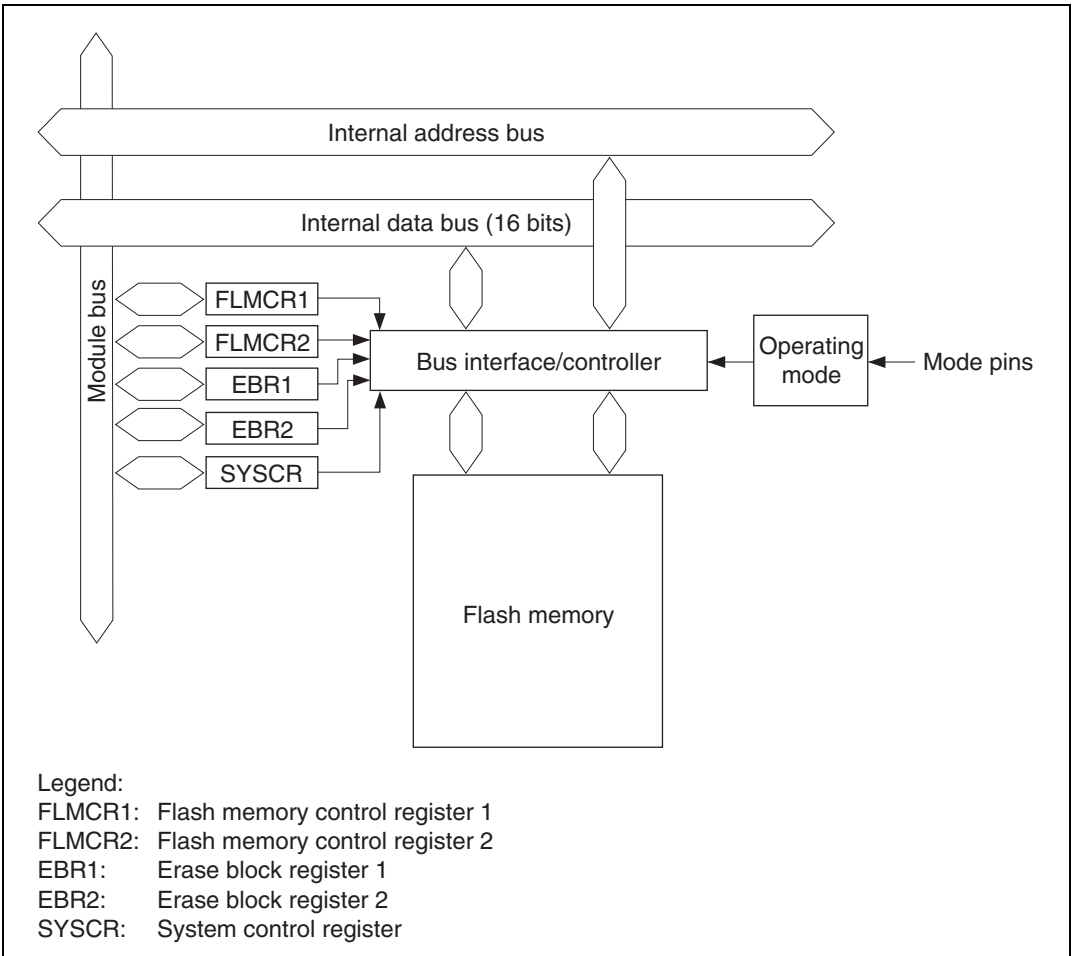 Internal address bus
Internal data bus (16 bits)
Module bus
FLMCR1
FLMCR2
EBR1
EBR2
SYSCR
Bus interface/controller
Operating
mode
Mode pins
Flash memory
Legend:
FLMCR1: Flash memory control register 1
FLMCR2: Flash memory control register 2
EBR1: Erase block register 1
EBR2: Erase block register 2
SYSCR: System control register